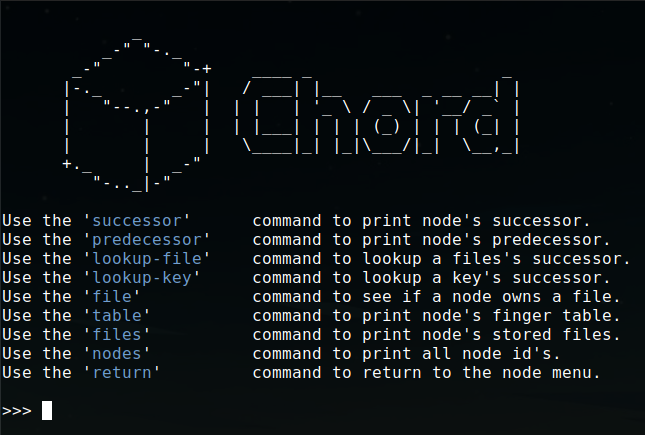 Chord
Use the 'successor' command to print node's successor.
Use the 'predecessor' command to print node's predecessor.
Use the 'lookup-file' command to lookup a files's successor.
Use the 'lookup-key' command to lookup a key's successor.
Use the 'file' command to see if a node owns a file.
Use the 'table' command to print node's finger table.
Use the 'files' command to print node's stored files.
Use the 'nodes' command to print all node id's.
Use the 'return' command to return to the node menu.
>>>